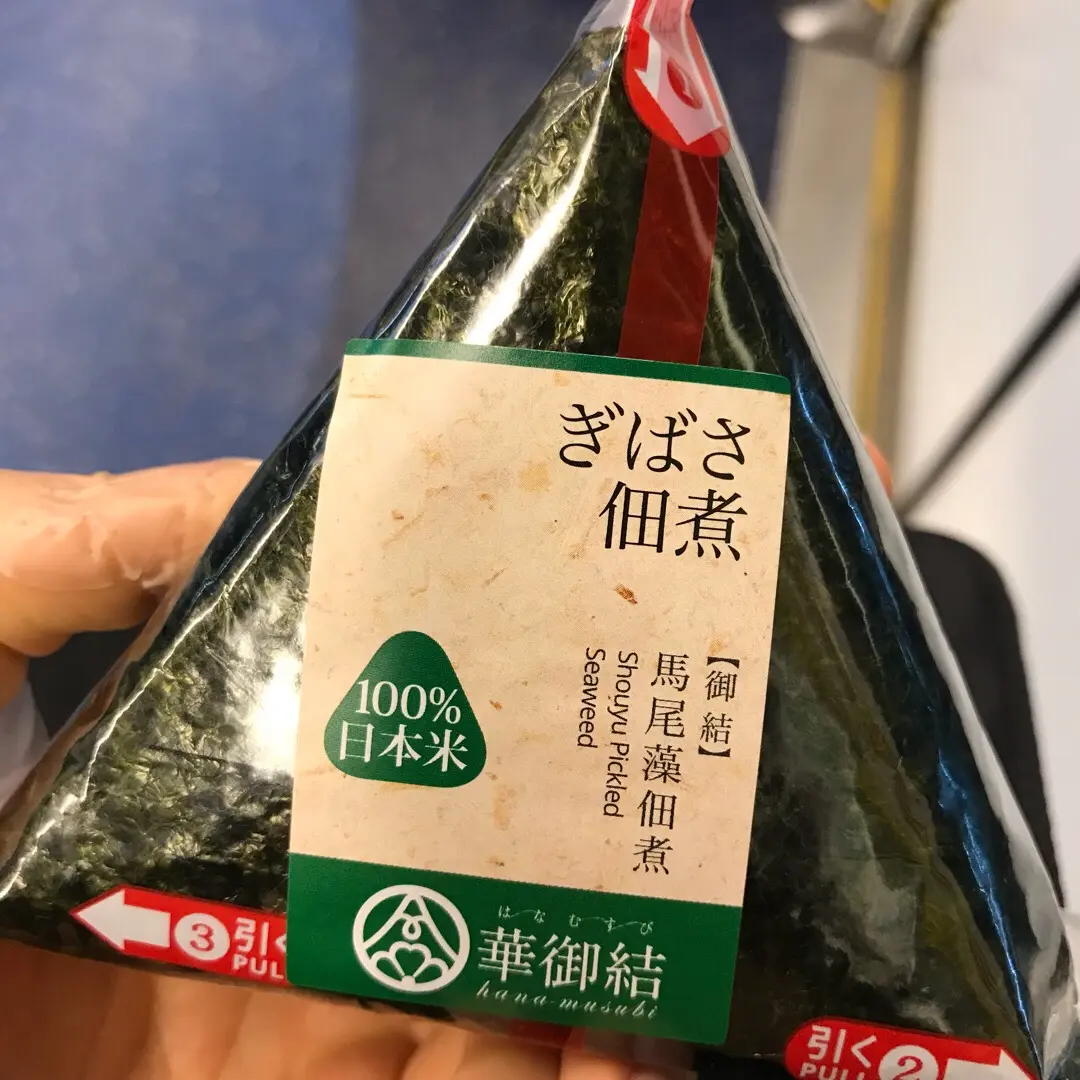 ぎばさ
佃煮
【御結】
馬尾藻佃煮
Shouyu Pickled
Seaweed
100%
日本米
はなむすび
華御結
hana-musubi
③引く
PUL
引く②
PULL